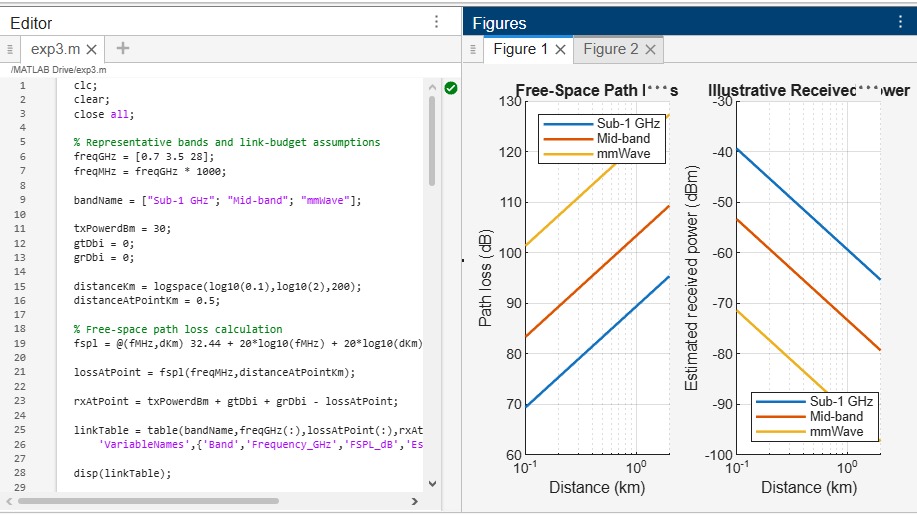 Editor
exp3.m
/MATLAB Drive/exp3.m
1 clc;
2 clear;
3 close all;
4
5 % Representative bands and link-budget assumptions
6 freqGHz = [0.7 3.5 28];
7 freqMHz = freqGHz * 1000;
8
9 bandName = ["Sub-1 GHz"; "Mid-band"; "mmWave"];
10
11 txPowerdBm = 30;
12 gtDbi = 0;
13 grDbi = 0;
14
15 distanceKm = logspace(log10(0.1),log10(2),200);
16 distanceAtPointKm = 0.5;
17
18 % Free-space path loss calculation
19 fspl = @(fMHz,dKm) 32.44 + 20*log10(fMHz) + 20*log10(dKm)
20
21 lossAtPoint = fspl(freqMHz,distanceAtPointKm);
22
23 rxAtPoint = txPowerdBm + gtDbi + grDbi - lossAtPoint;
24
25 linkTable = table(bandName,freqGHz(:),lossAtPoint(:),rxAt
26 'VariableNames',{'Band','Frequency_GHz','FSPL_dB','Es
27
28 disp(linkTable);
29
Figures
Figure 1
Figure 2
Free-Space Path l s
130
120
110
100
90
80
70
60
Path loss (dB)
Sub-1 GHz
Mid-band
mmWave
10-1
100
Distance (km)
Illustrative Received wer
-30
-40
-50
-60
-70
-80
-90
-100
Estimated received power (dBm)
Sub-1 GHz
Mid-band
mmWave
10-1
100
Distance (km)